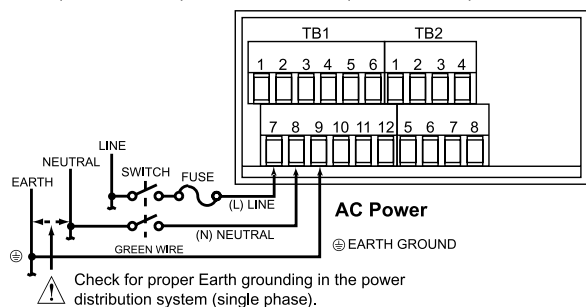 TB1 TB2
1 2 3 4 5 6 1 2 3 4
7 8 9 10 11 12 5 6 7 8
LINE
NEUTRAL
EARTH
SWITCH
FUSE
(L) LINE
(N) NEUTRAL
GREEN WIRE
AC Power
EARTH GROUND
Check for proper Earth grounding in the power
distribution system (single phase).